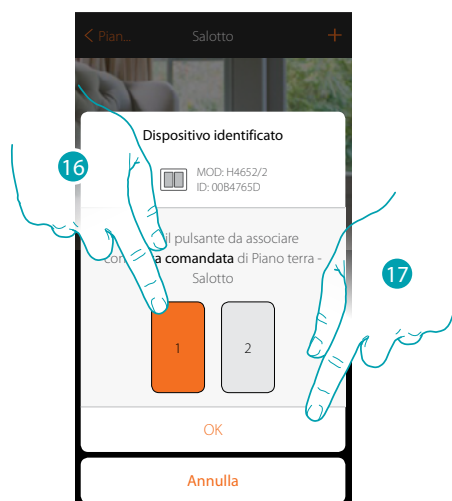 < Pian... Salotto +
Dispositivo identificato
MOD: H4652/2
ID: 00B4765D
16
il pulsante da associare
con a comandata di Piano terra -
Salotto
17
1 2
OK
Annulla